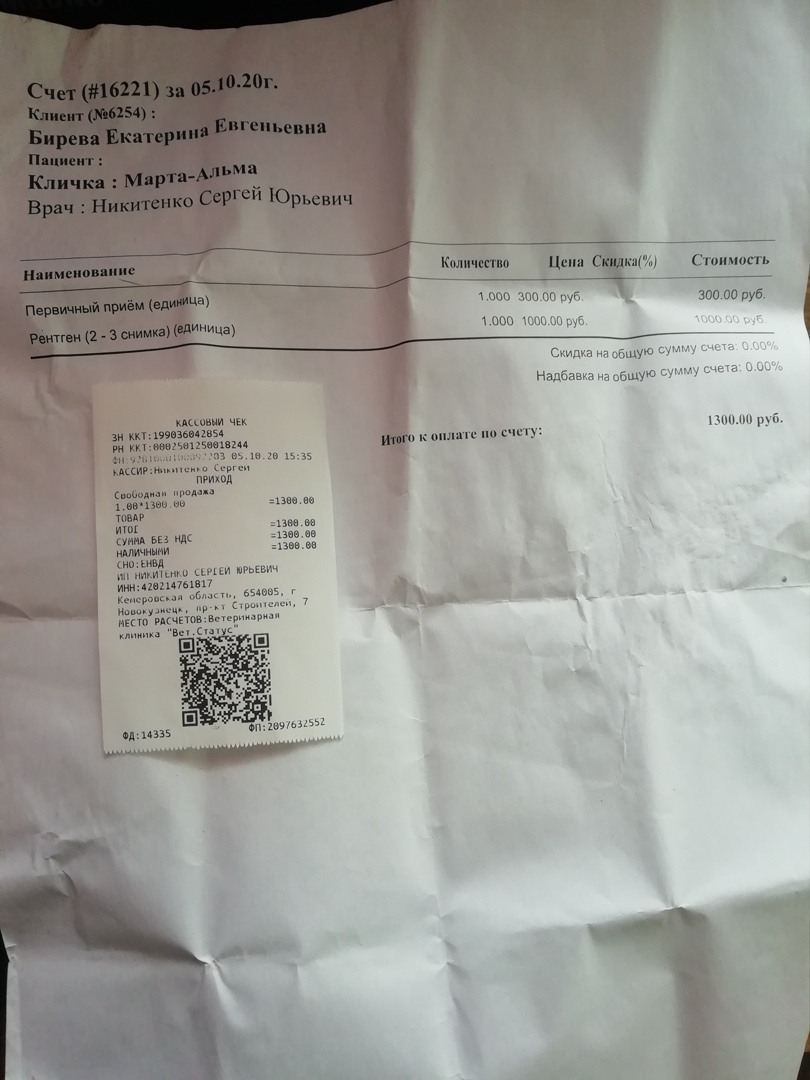 Счет (#16221) за 05.10.20г.
Клиент (№6254) :
Бирева Екатерина Евгеньевна
Пациент :
Кличка : Марта-Альма
Врач : Никитенко Сергей Юрьевич
Наименование Количество Цена Скидка(%) Стоимость
Первичный приём (единица) 1.000 300.00 руб. 300.00 руб.
Рентген (2 - 3 снимка) (единица) 1.000 1000.00 руб. 1000.00 руб.
Скидка на общую сумму счета: 0.00%
Надбавка на общую сумму счета: 0.00%
Итого к оплате по счету: 1300.00 руб.
КАССОВЫЙ ЧЕК
ЗН ККТ:199036042854
РН ККТ:0002501250018244
05.10.20 15:35
КАССИР:Никитенко Сергей
ПРИХОД
Свободная продажа
1.00*1300.00 =1300.00
ТОВАР
ИТОГ =1300.00
СУММА БЕЗ НДС =1300.00
НАЛИЧНЫМИ =1300.00
СНО:ЕНВД
ИП НИКИТЕНКО СЕРГЕЙ ЮРЬЕВИЧ
ИНН:420214761817
Кемеровская область, 654005, г
Новокузнецк, пр-кт Строителей, 7
МЕСТО РАСЧЕТОВ:Ветеринарная
клиника "Вет.Статус"
ФД:14335 ФП:2097632552